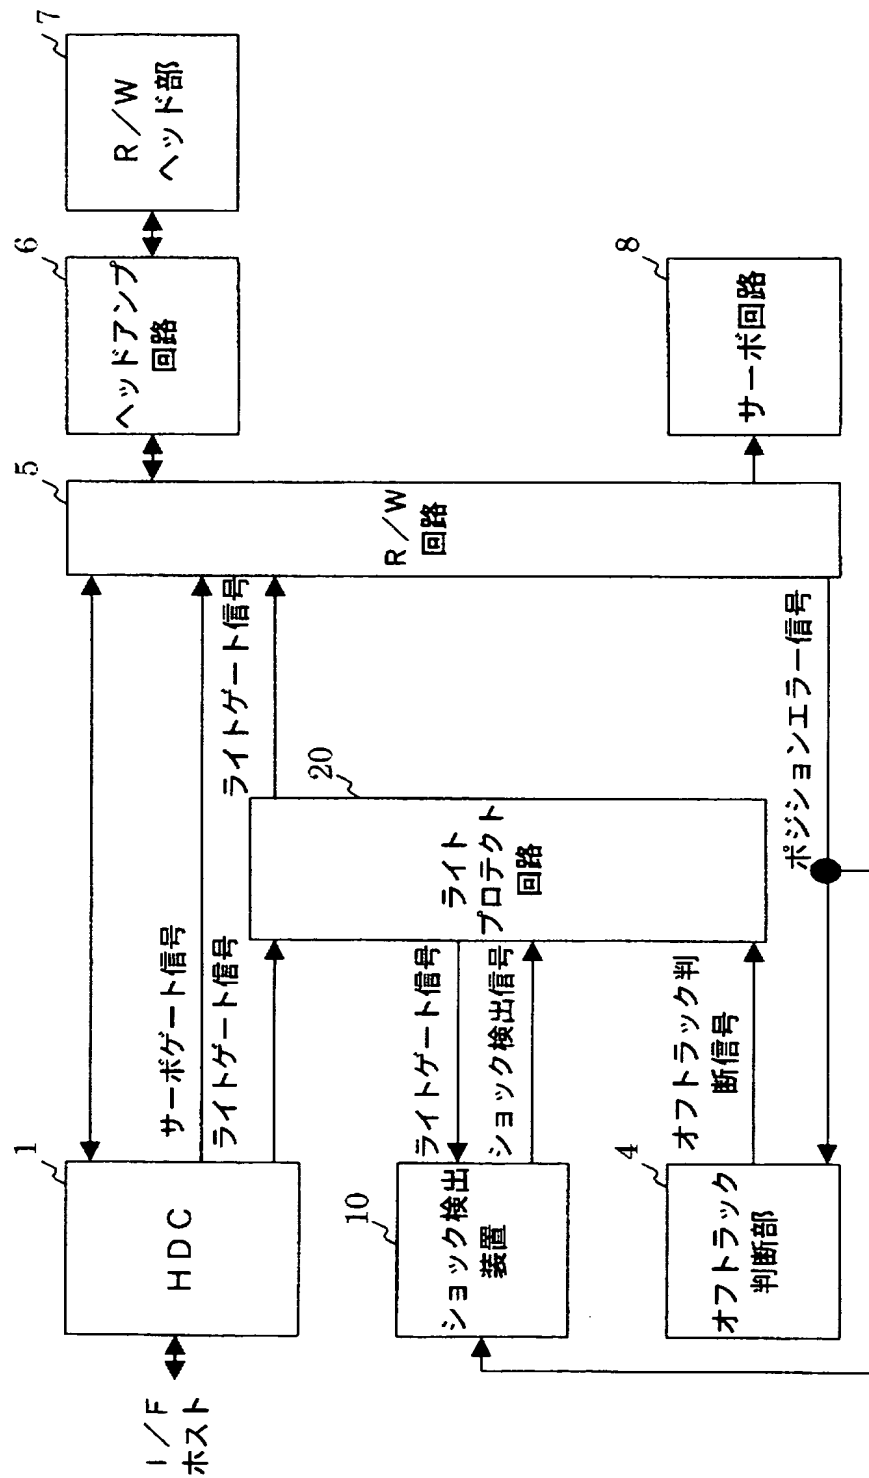 I／F
ホスト
1
HDC
サーボゲート信号
ライトゲート信号
ライトゲート信号
5
R／W
回路
6
ヘッドアンプ
回路
7
R／W
ヘッド部
10
ショック検出
装置
ライトゲート信号
ショック検出信号
20
ライト
プロテクト
回路
4
オフトラック
判断部
オフトラック判
断信号
ポジションエラー信号
8
サーボ回路